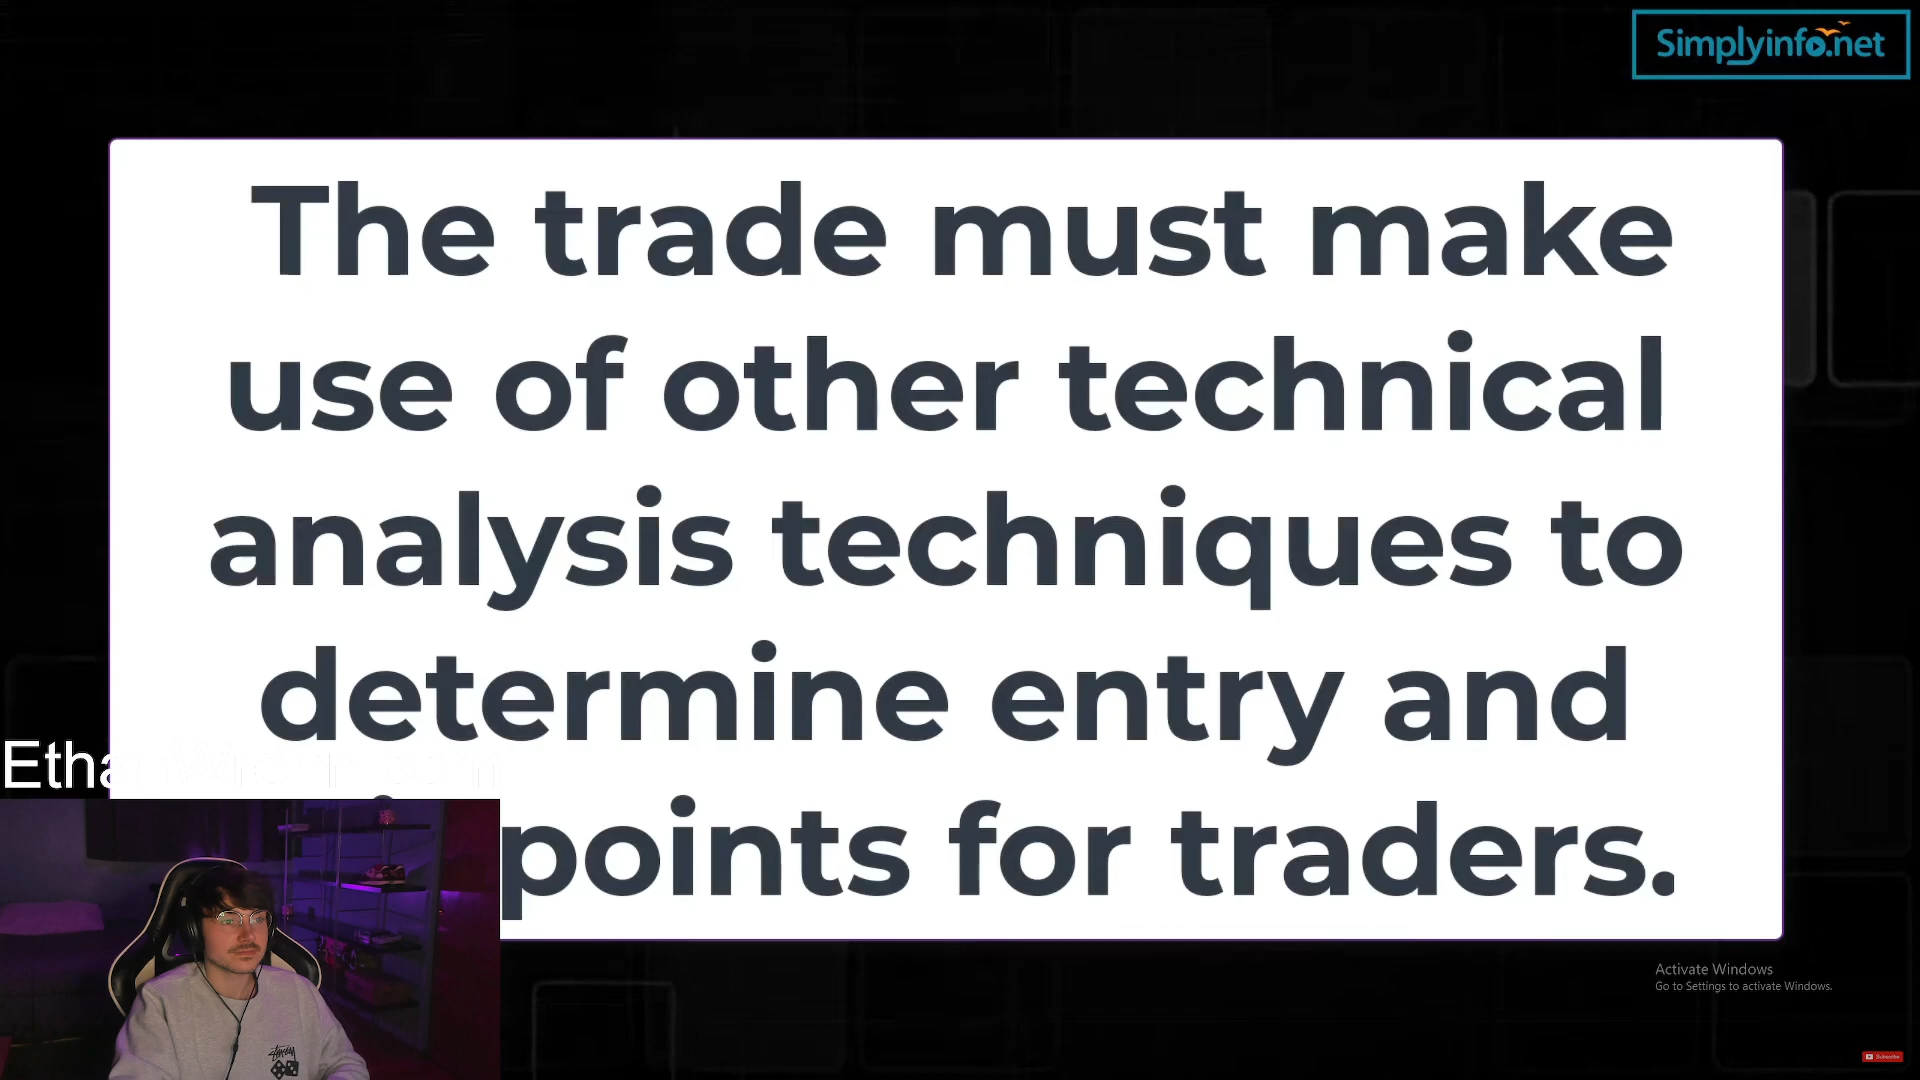 Simplyinfo.net
The trade must make
use of other technical
analysis techniques to
determine entry and
points for traders.
Activate Windows
Go to Settings to activate Windows.
Subscribe